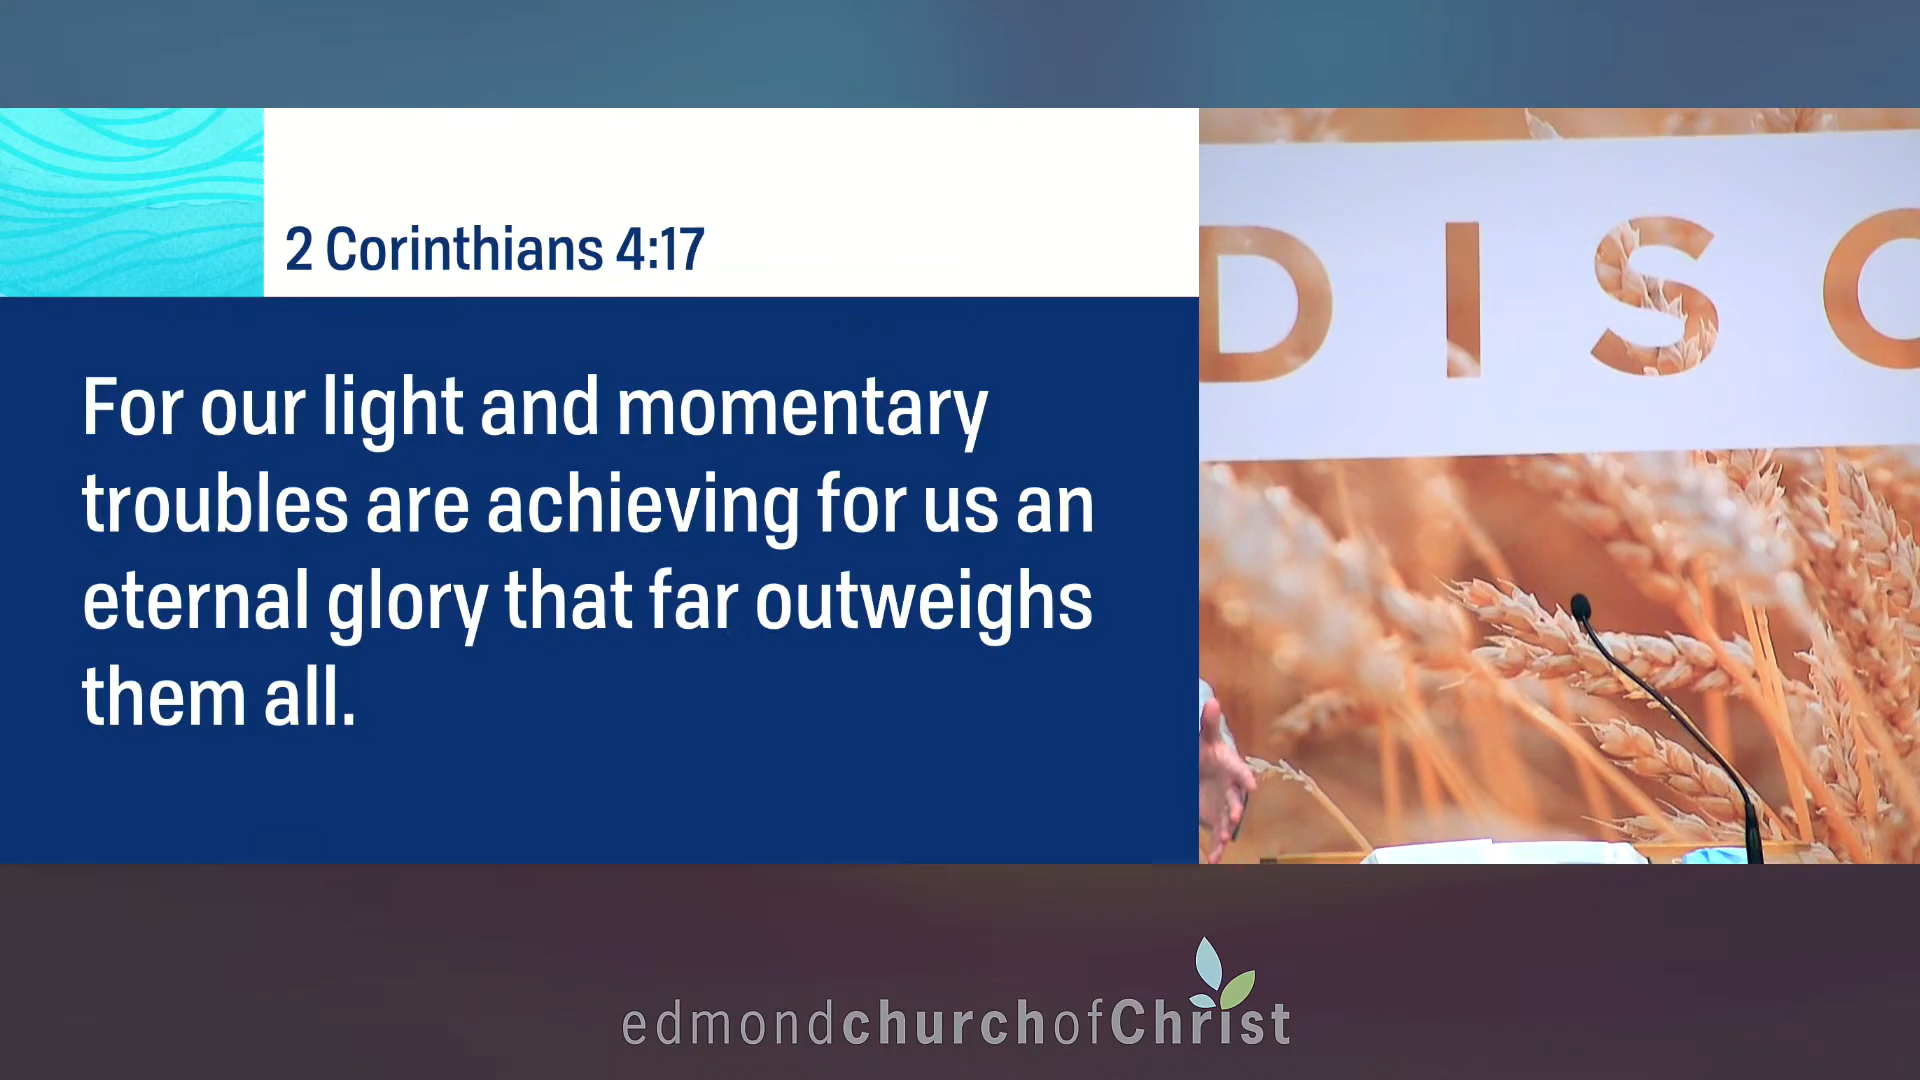 2 Corinthians 4:17
For our light and momentary
troubles are achieving for us an
eternal glory that far outweighs
them all.
DISC
edmondchurchofChrist